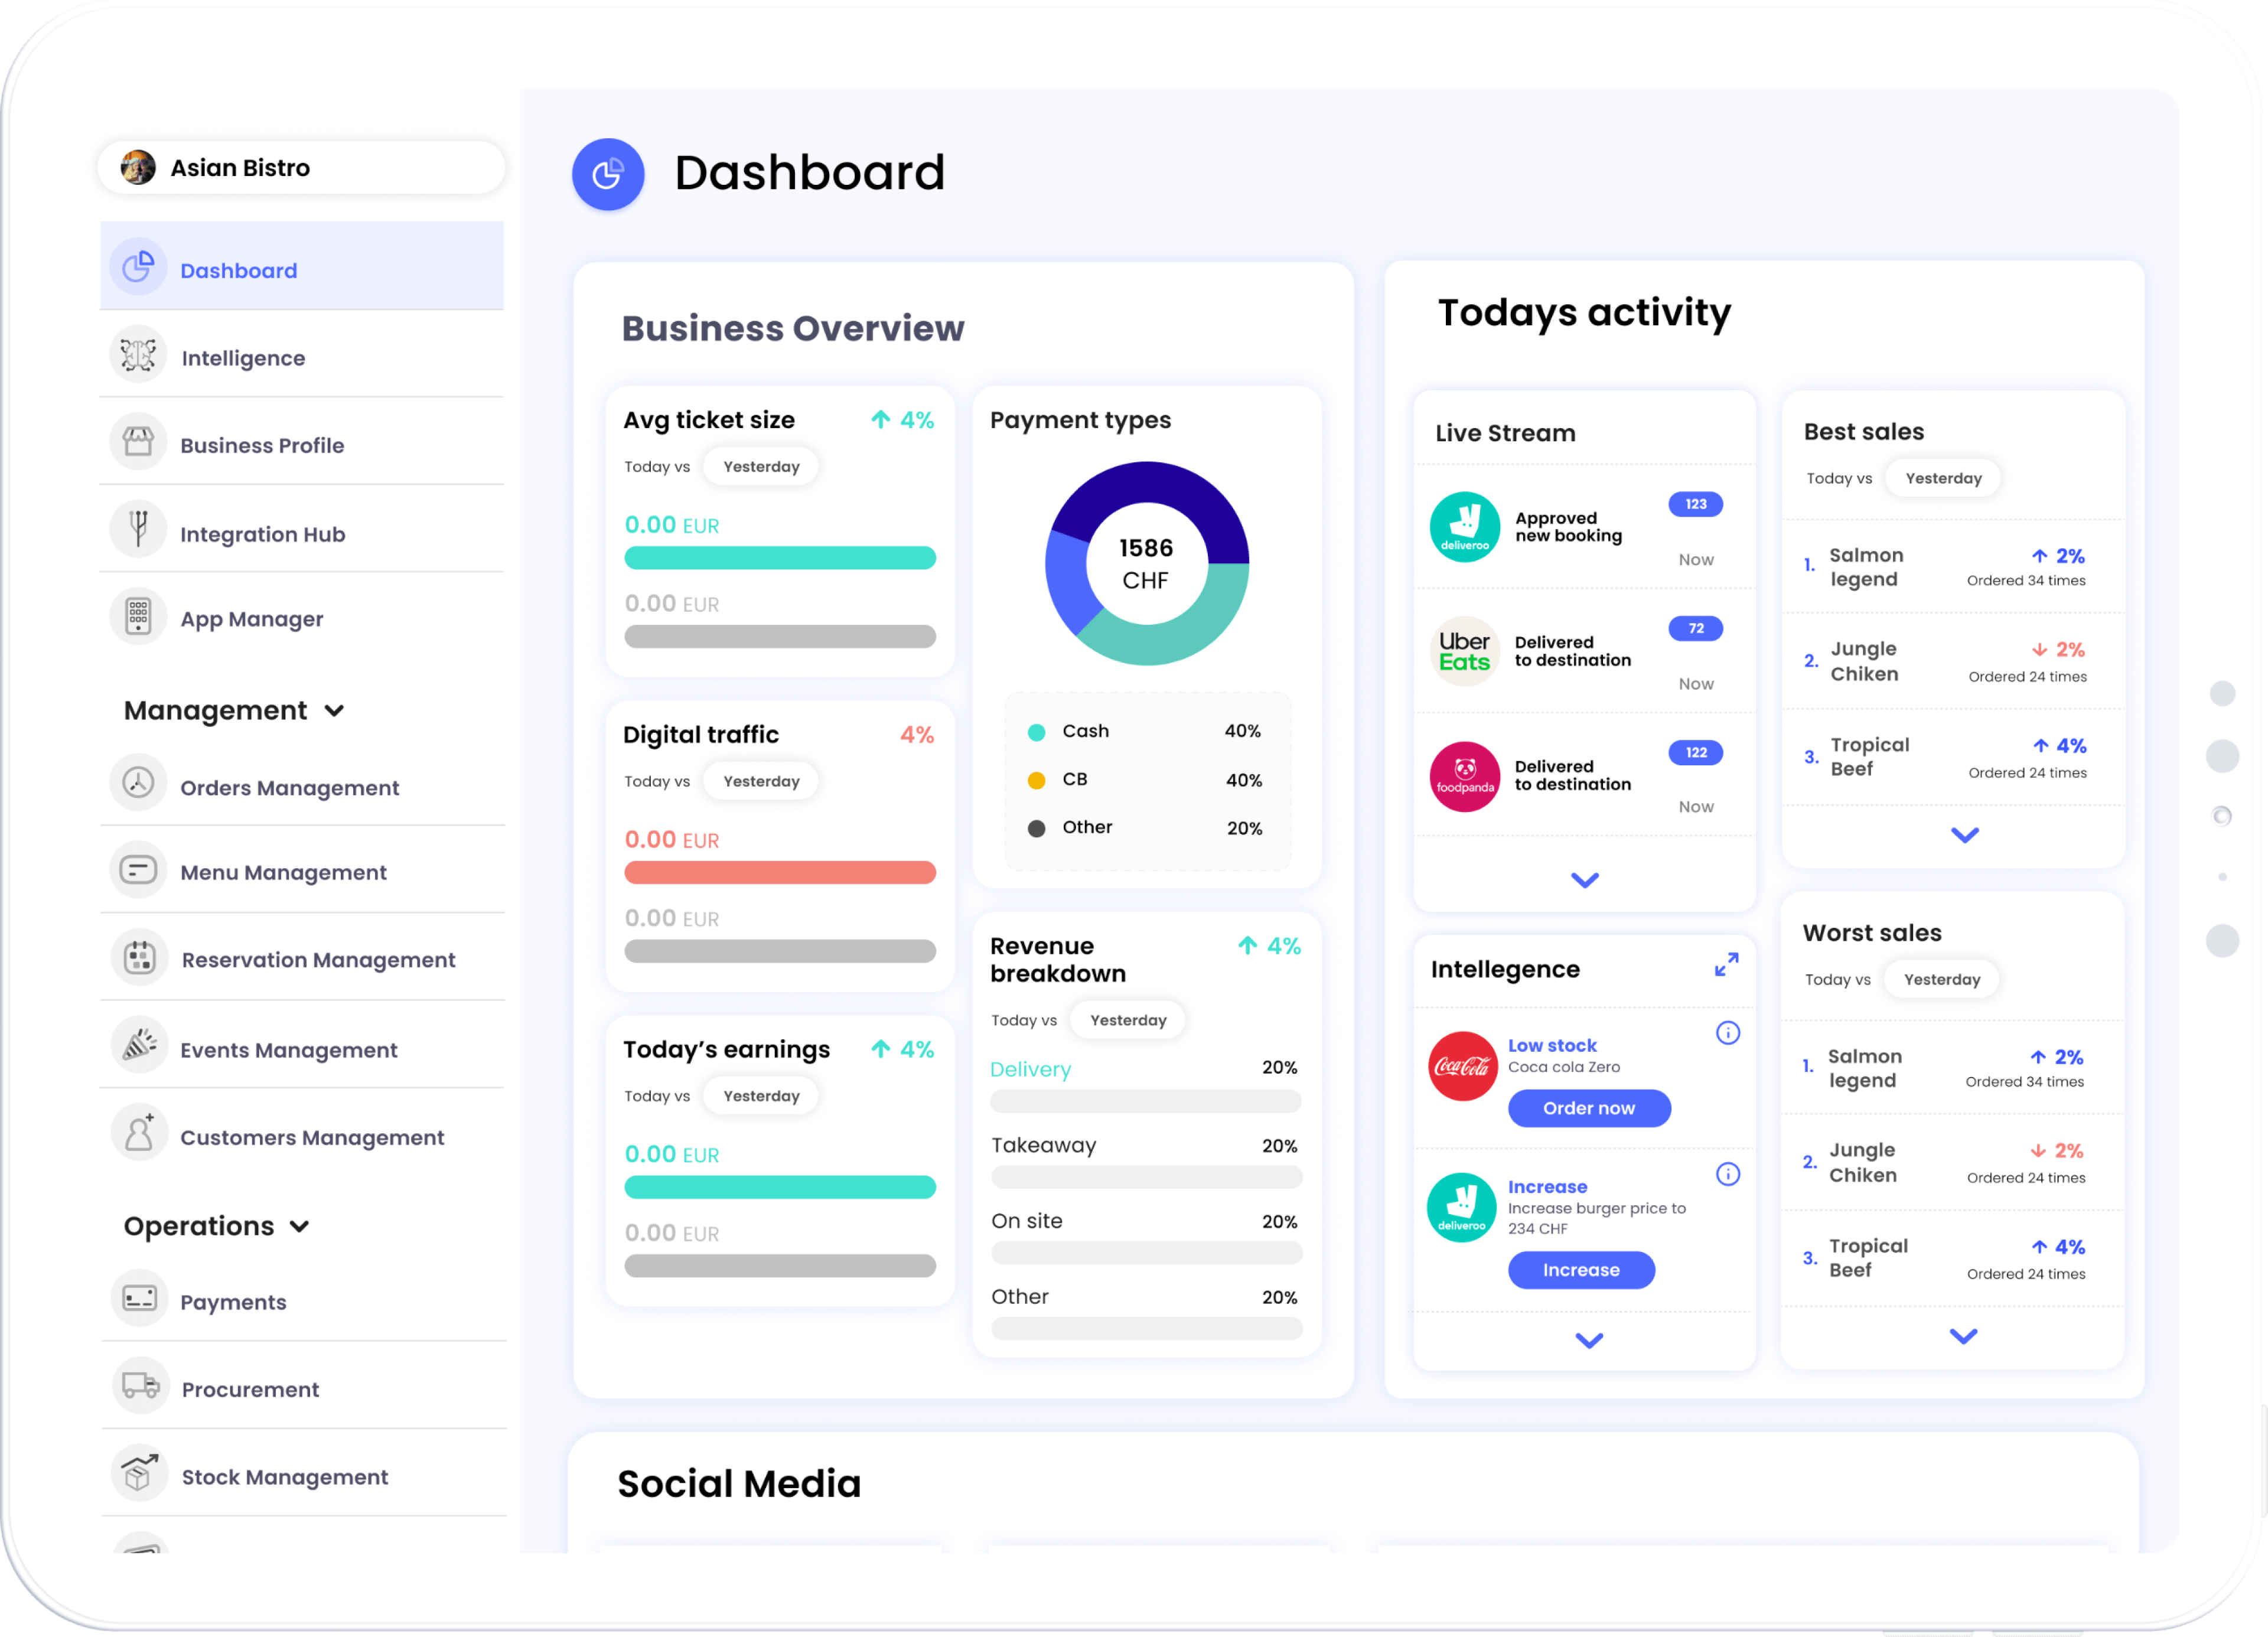 Asian Bistro
Dashboard
Intelligence
Business Profile
Integration Hub
App Manager
Management
Orders Management
Menu Management
Reservation Management
Events Management
Customers Management
Operations
Payments
Procurement
Stock Management
Dashboard
Business Overview
Avg ticket size
4%
Today vs
Yesterday
0.00 EUR
0.00 EUR
Digital traffic
4%
Today vs
Yesterday
0.00 EUR
0.00 EUR
Today's earnings
4%
Today vs
Yesterday
0.00 EUR
0.00 EUR
Payment types
1586
CHF
Cash 40%
CB 40%
Other 20%
Revenue
breakdown
4%
Today vs
Yesterday
Delivery 20%
Takeaway 20%
On site 20%
Other 20%
Todays activity
Live Stream
deliveroo
Approved
new booking
123
Now
Uber
Eats
Delivered
to destination
72
Now
foodpanda
Delivered
to destination
122
Now
Intellegence
Coca-Cola
Low stock
Coca cola Zero
Order now
deliveroo
Increase
Increase burger price to
234 CHF
Increase
Best sales
Today vs
Yesterday
1. Salmon
legend
2%
Ordered 34 times
2. Jungle
Chiken
2%
Ordered 24 times
3. Tropical
Beef
4%
Ordered 24 times
Worst sales
Today vs
Yesterday
1. Salmon
legend
2%
Ordered 34 times
2. Jungle
Chiken
2%
Ordered 24 times
3. Tropical
Beef
4%
Ordered 24 times
Social Media